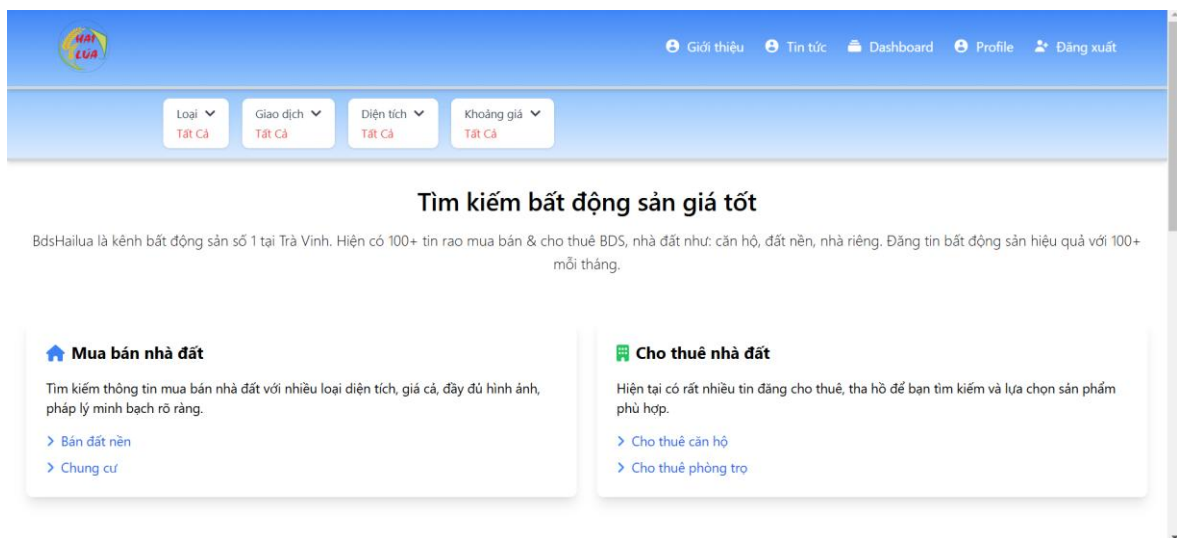 HAI
LÚA
Giới thiệu
Tin tức
Dashboard
Profile
Đăng xuất
Loại
Tất Cả
Giao dịch
Tất Cả
Diện tích
Tất Cả
Khoảng giá
Tất Cả
Tìm kiếm bất động sản giá tốt
BdsHailua là kênh bất động sản số 1 tại Trà Vinh. Hiện có 100+ tin rao mua bán & cho thuê BDS, nhà đất như: căn hộ, đất nền, nhà riêng. Đăng tin bất động sản hiệu quả với 100+
mỗi tháng.
Mua bán nhà đất
Tìm kiếm thông tin mua bán nhà đất với nhiều loại diện tích, giá cả, đầy đủ hình ảnh,
pháp lý minh bạch rõ ràng.
Bán đất nền
Chung cư
Cho thuê nhà đất
Hiện tại có rất nhiều tin đăng cho thuê, tha hồ để bạn tìm kiếm và lựa chọn sản phẩm
phù hợp.
Cho thuê căn hộ
Cho thuê phòng trọ